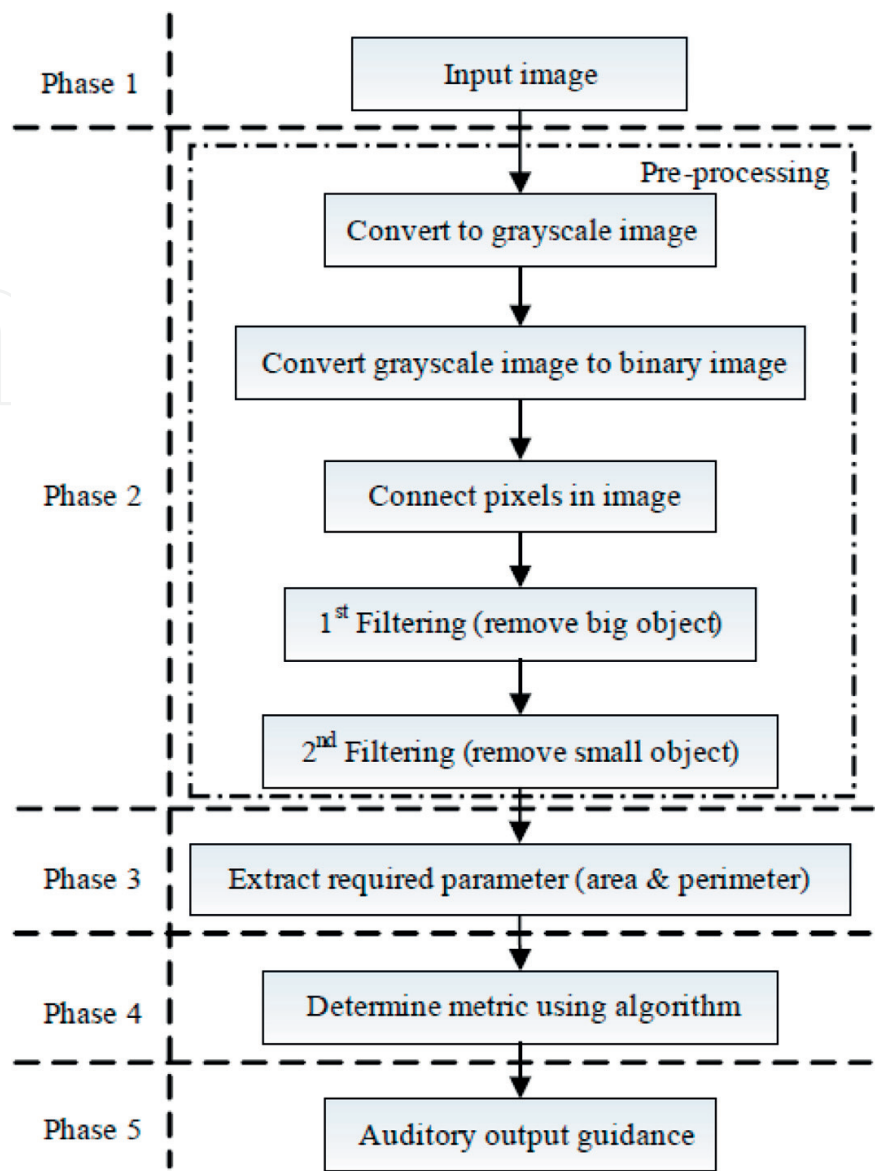 Phase 1
Input image
Pre-processing
Convert to grayscale image
Convert grayscale image to binary image
Phase 2
Connect pixels in image
1st Filtering (remove big object)
2nd Filtering (remove small object)
Phase 3
Extract required parameter (area & perimeter)
Phase 4
Determine metric using algorithm
Phase 5
Auditory output guidance